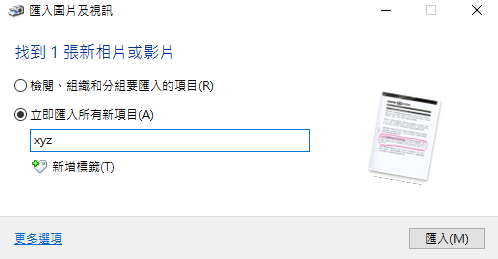 匯入圖片及視訊
找到 1 張新相片或影片
檢閱、組織和分組要匯入的項目(R)
立即匯入所有新項目(A)
xyz
新增標籤(T)
更多選項
匯入(M)